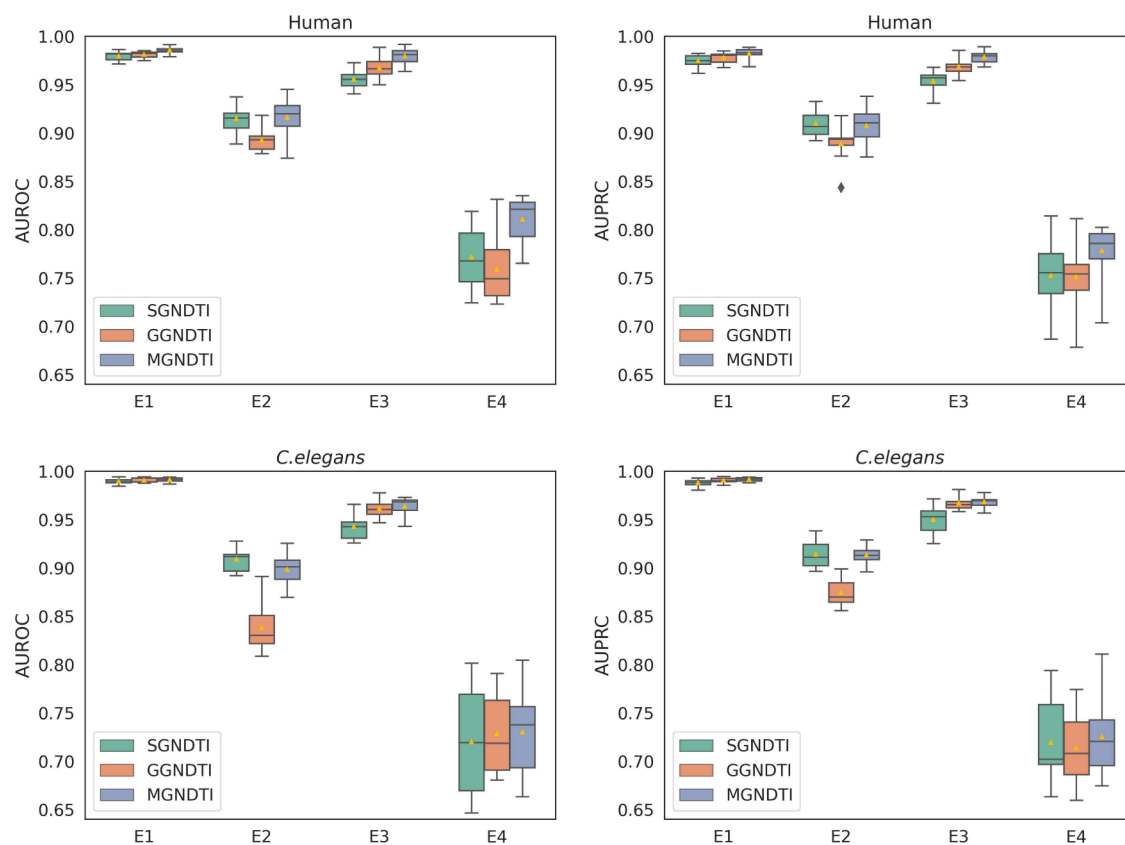 Human
AUROC
1.00
0.95
0.90
0.85
0.80
0.75
0.70
0.65
SGNDTI
GGNDTI
MGNDTI
E1 E2 E3 E4
Human
AUPRC
1.00
0.95
0.90
0.85
0.80
0.75
0.70
0.65
SGNDTI
GGNDTI
MGNDTI
E1 E2 E3 E4
C.elegans
AUROC
1.00
0.95
0.90
0.85
0.80
0.75
0.70
0.65
SGNDTI
GGNDTI
MGNDTI
E1 E2 E3 E4
C.elegans
AUPRC
1.00
0.95
0.90
0.85
0.80
0.75
0.70
0.65
SGNDTI
GGNDTI
MGNDTI
E1 E2 E3 E4